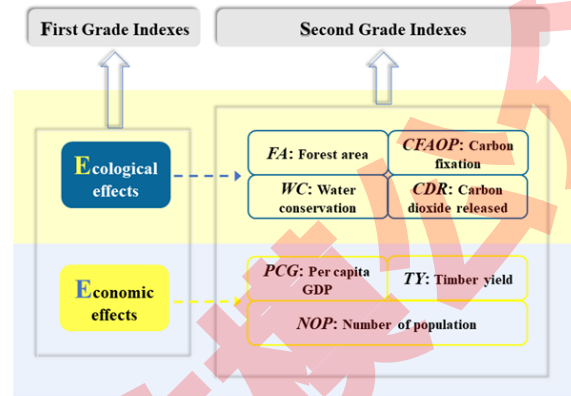 First Grade Indexes
Second Grade Indexes
Ecological
effects
FA: Forest area
CFAOP: Carbon
fixation
WC: Water
conservation
CDR: Carbon
dioxide released
Economic
effects
PCG: Per capita
GDP
TY: Timber yield
NOP: Number of population